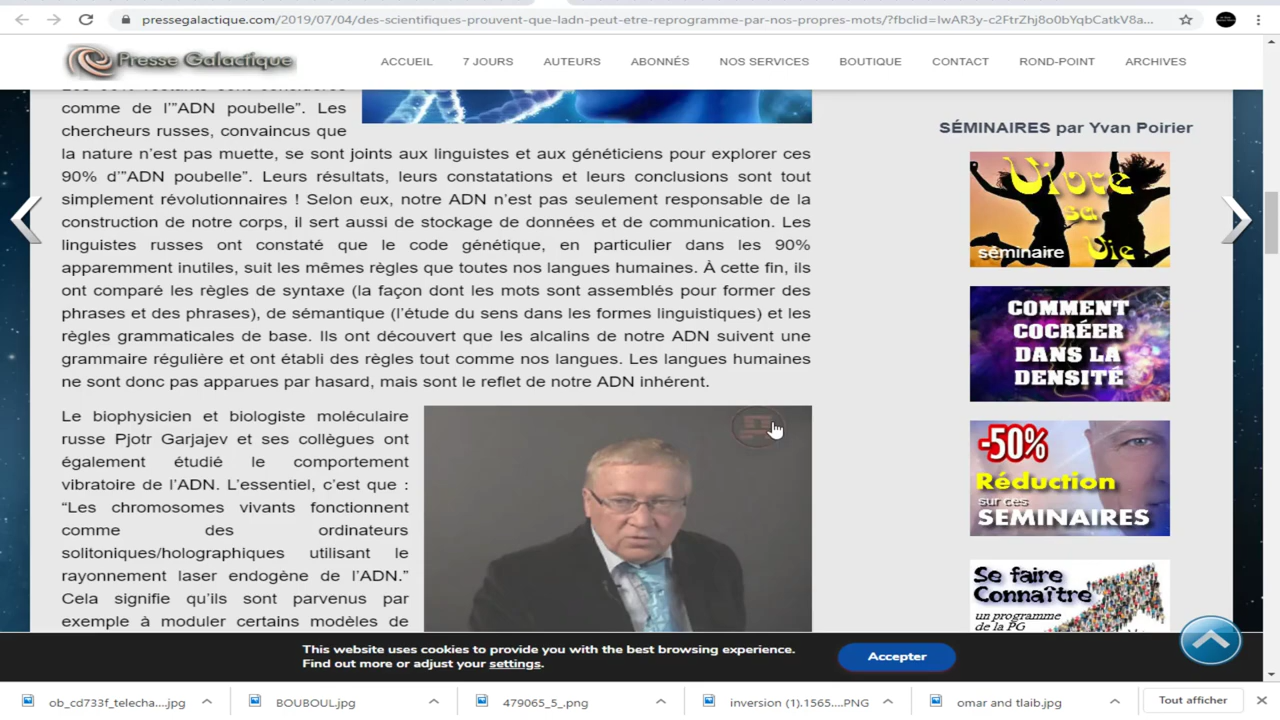 pressegalactique.com/2019/07/04/des-scientifiques-prouvent-que-ladn-peut-etre-reprogramme-par-nos-propres-mots/?fbclid=IwAR3y-c2FtrZhj8o0bYqbCatkV8a...
Presse Galactique
ACCUEIL 7 JOURS AUTEURS ABONNÉS NOS SERVICES BOUTIQUE CONTACT ROND-POINT ARCHIVES
comme de l'”ADN poubelle”. Les
chercheurs russes, convaincus que
la nature n’est pas muette, se sont joints aux linguistes et aux généticiens pour explorer ces
90% d'”ADN poubelle”. Leurs résultats, leurs constatations et leurs conclusions sont tout
simplement révolutionnaires ! Selon eux, notre ADN n’est pas seulement responsable de la
construction de notre corps, il sert aussi de stockage de données et de communication. Les
linguistes russes ont constaté que le code génétique, en particulier dans les 90%
apparemment inutiles, suit les mêmes règles que toutes nos langues humaines. À cette fin, ils
ont comparé les règles de syntaxe (la façon dont les mots sont assemblés pour former des
phrases et des phrases), de sémantique (l’étude du sens dans les formes linguistiques) et les
règles grammaticales de base. Ils ont découvert que les alcalins de notre ADN suivent une
grammaire régulière et ont établi des règles tout comme nos langues. Les langues humaines
ne sont donc pas apparues par hasard, mais sont le reflet de notre ADN inhérent.
Le biophysicien et biologiste moléculaire
russe Pjotr Garjajev et ses collègues ont
également étudié le comportement
vibratoire de l’ADN. L’essentiel, c’est que :
“Les chromosomes vivants fonctionnent
comme des ordinateurs
solitoniques/holographiques utilisant le
rayonnement laser endogène de l’ADN.”
Cela signifie qu’ils sont parvenus par
exemple à moduler certains modèles de
SÉMINAIRES par Yvan Poirier
Vivre
sa
séminaire Vie
COMMENT
COCRÉER
DANS LA
DENSITÉ
-50%
Réduction
sur ces
SEMINAIRES
Se faire
Connaître
un programme
de la PG
This website uses cookies to provide you with the best browsing experience.
Find out more or adjust your settings.
Accepter
ob_cd733f_telecha....jpg BOUBOUL.jpg 479065_5_.png inversion (1).1565....PNG omar and tlaib.jpg Tout afficher